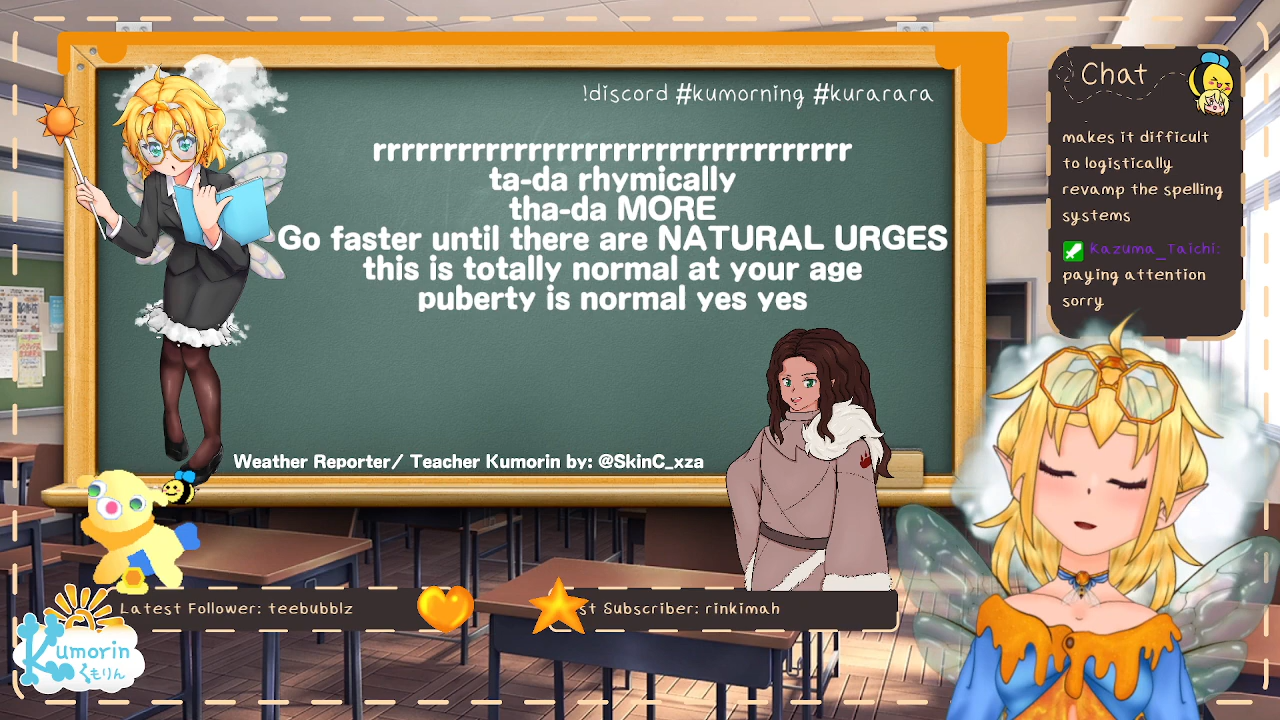 !discord #kumorning #kurarara
rrrrrrrrrrrrrrrrrrrrrrrrrrrrrrrrrr
ta-da rhymically
tha-da MORE
Go faster until there are NATURAL URGES
this is totally normal at your age
puberty is normal yes yes
Weather Reporter/ Teacher Kumorin by: @SkinC_xza
Chat
makes it difficult
to logistically
revamp the spelling
systems
Kazuma_Taichi:
paying attention
sorry
Latest Follower: teebubblz
st Subscriber: rinkimah
Kumorin
くもりん